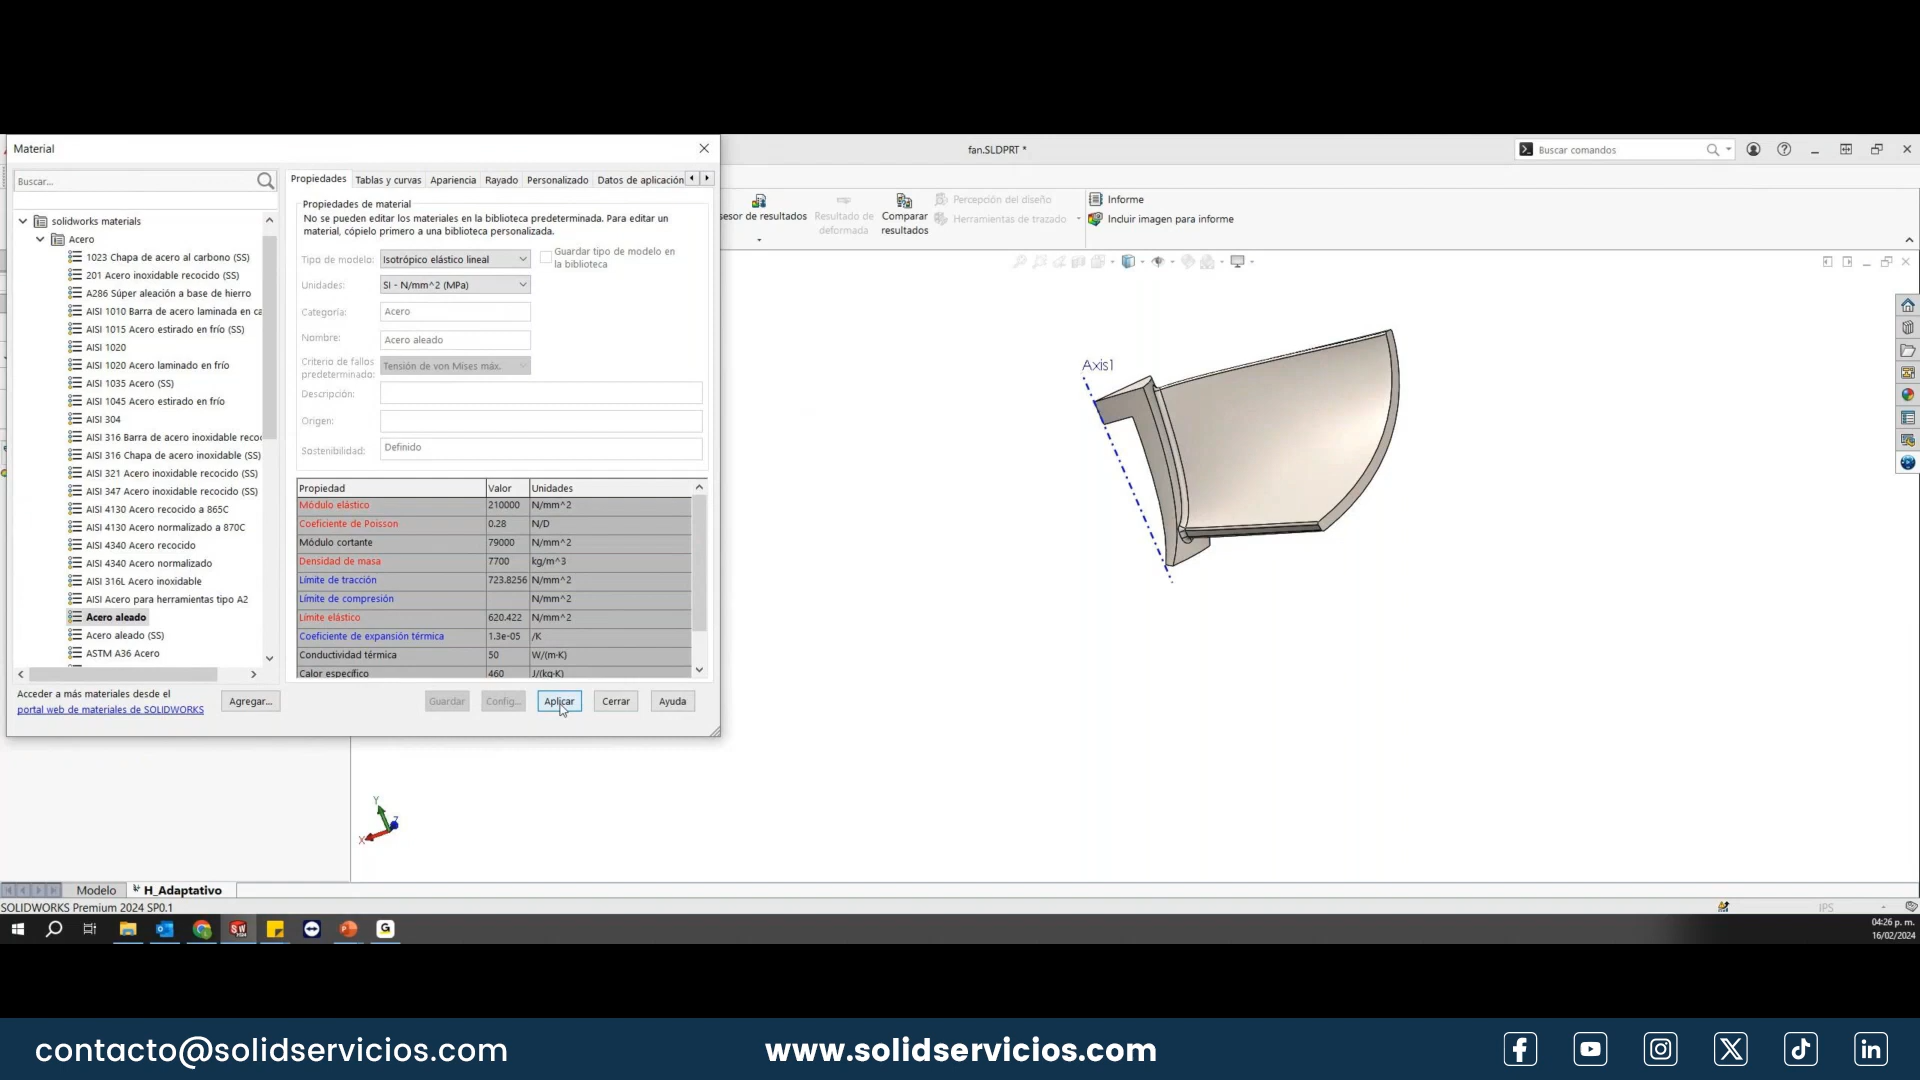 Material
fan.SLDPRT *
Buscar comandos
Buscar...
Propiedades
Tablas y curvas
Apariencia
Rayado
Personalizado
Datos de aplicación
Propiedades de material
No se pueden editar los materiales en la biblioteca predeterminada. Para editar un
material, cópielo primero a una biblioteca personalizada.
Tipo de modelo:
Isotrópico elástico lineal
Guardar tipo de modelo en
la biblioteca
Unidades:
SI - N/mm^2 (MPa)
Categoría:
Acero
Nombre:
Acero aleado
Criterio de fallos
predeterminado:
Tensión de von Mises máx.
Descripción:
Origen:
Sostenibilidad:
Definido
solidworks materials
Acero
1023 Chapa de acero al carbono (SS)
201 Acero inoxidable recocido (SS)
A286 Súper aleación a base de hierro
AISI 1010 Barra de acero laminada en ca
AISI 1015 Acero estirado en frío (SS)
AISI 1020
AISI 1020 Acero laminado en frío
AISI 1035 Acero (SS)
AISI 1045 Acero estirado en frío
AISI 304
AISI 316 Barra de acero inoxidable reco
AISI 316 Chapa de acero inoxidable (SS)
AISI 321 Acero inoxidable recocido (SS)
AISI 347 Acero inoxidable recocido (SS)
AISI 4130 Acero recocido a 865C
AISI 4130 Acero normalizado a 870C
AISI 4340 Acero recocido
AISI 4340 Acero normalizado
AISI 316L Acero inoxidable
AISI Acero para herramientas tipo A2
Acero aleado
Acero aleado (SS)
ASTM A36 Acero
Propiedad Valor Unidades
Módulo elástico 210000 N/mm^2
Coeficiente de Poisson 0.28 N/D
Módulo cortante 79000 N/mm^2
Densidad de masa 7700 kg/m^3
Límite de tracción 723.8256 N/mm^2
Límite de compresión N/mm^2
Límite elástico 620.422 N/mm^2
Coeficiente de expansión térmica 1.3e-05 /K
Conductividad térmica 50 W/(m·K)
Calor específico 460 J/(kg·K)
Acceder a más materiales desde el
portal web de materiales de SOLIDWORKS
Agregar...
Guardar
Config...
Aplicar
Cerrar
Ayuda
sesor de resultados
Resultado de
deformada
Comparar
resultados
Percepción del diseño
Herramientas de trazado
Informe
Incluir imagen para informe
Axis1
Y
Z
X
Modelo
H_Adaptativo
SOLIDWORKS Premium 2024 SP0.1
IPS
04:26 p. m.
16/02/2024
contacto@solidservicios.com
www.solidservicios.com